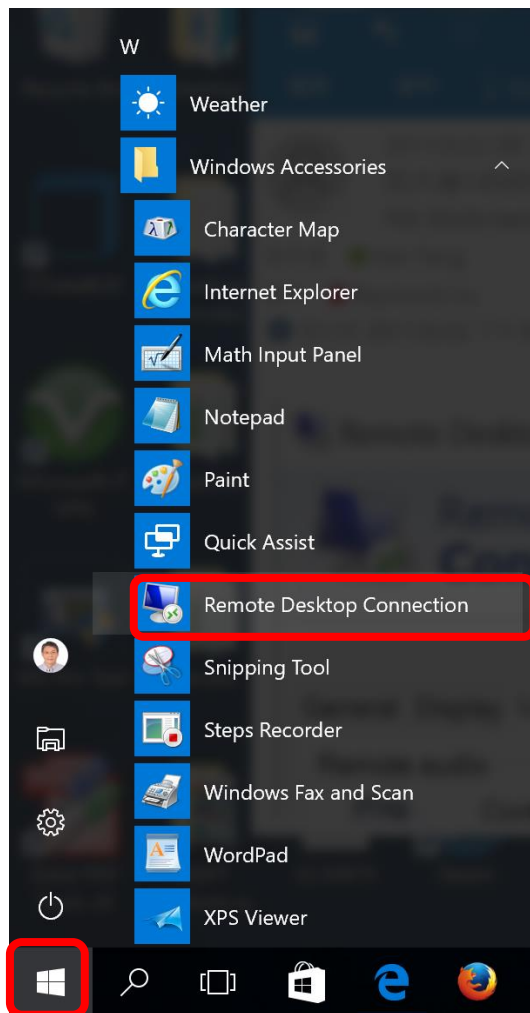 W
Weather
Windows Accessories
Character Map
Internet Explorer
Math Input Panel
Notepad
Paint
Quick Assist
Remote Desktop Connection
Snipping Tool
Steps Recorder
Windows Fax and Scan
WordPad
XPS Viewer